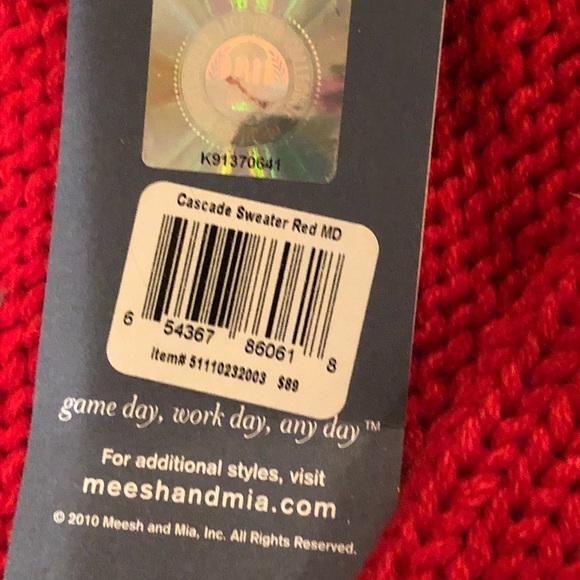 K91370641
Cascade Sweater Red MD
6 54367 86061 8
Item# 51110232003 $89
game day, work day, any day™
For additional styles, visit
meeshandmia.com
© 2010 Meesh and Mia, Inc. All Rights Reserved.